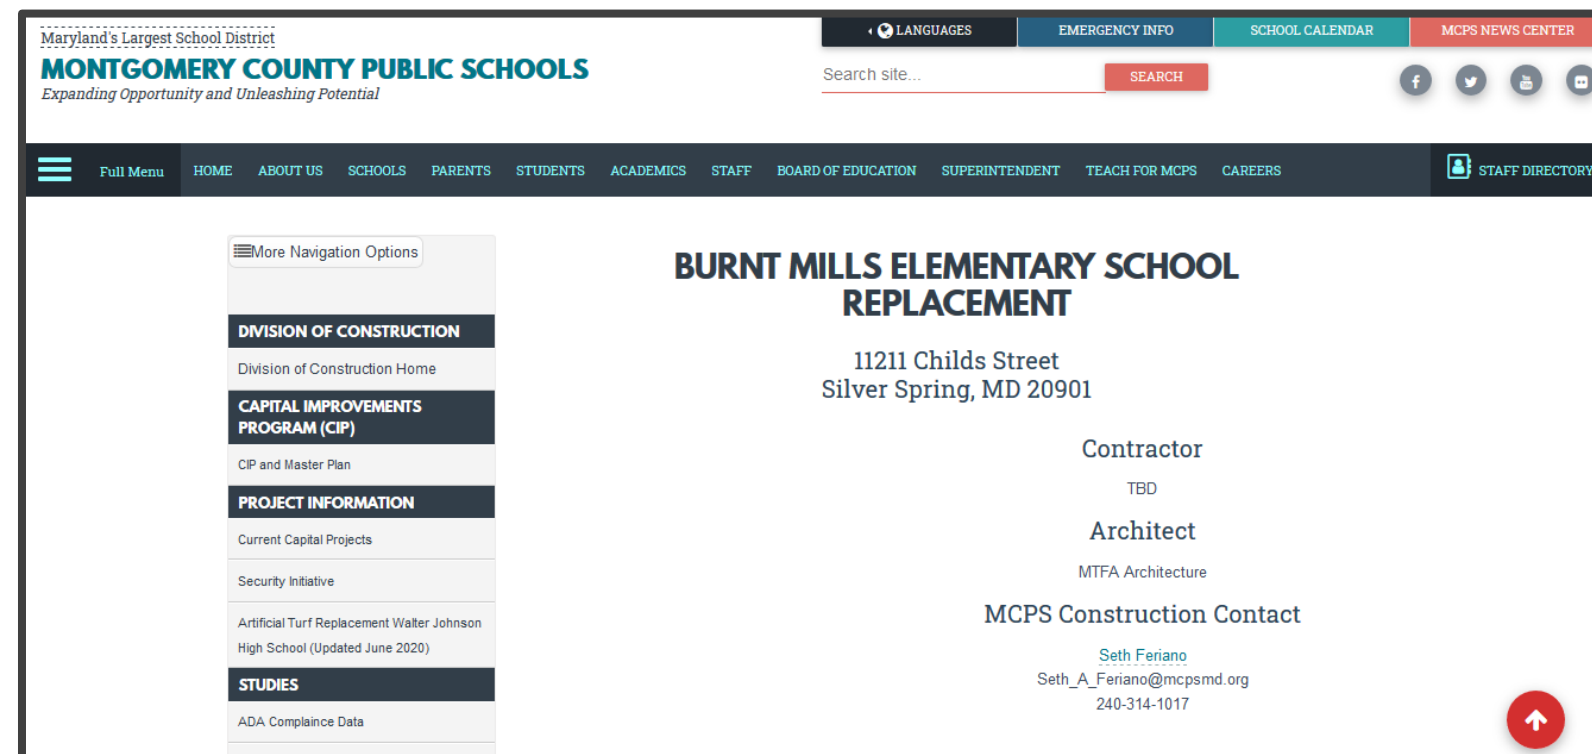 Maryland's Largest School District
MONTGOMERY COUNTY PUBLIC SCHOOLS
Expanding Opportunity and Unleashing Potential
LANGUAGES
EMERGENCY INFO
SCHOOL CALENDAR
MCPS NEWS CENTER
Search site...
SEARCH
Full Menu
HOME
ABOUT US
SCHOOLS
PARENTS
STUDENTS
ACADEMICS
STAFF
BOARD OF EDUCATION
SUPERINTENDENT
TEACH FOR MCPS
CAREERS
STAFF DIRECTORY
More Navigation Options
DIVISION OF CONSTRUCTION
Division of Construction Home
CAPITAL IMPROVEMENTS
PROGRAM (CIP)
CIP and Master Plan
PROJECT INFORMATION
Current Capital Projects
Security Initiative
Artificial Turf Replacement Walter Johnson
High School (Updated June 2020)
STUDIES
ADA Complaince Data
BURNT MILLS ELEMENTARY SCHOOL
REPLACEMENT
11211 Childs Street
Silver Spring, MD 20901
Contractor
TBD
Architect
MTFA Architecture
MCPS Construction Contact
Seth Feriano
Seth_A_Feriano@mcpsmd.org
240-314-1017